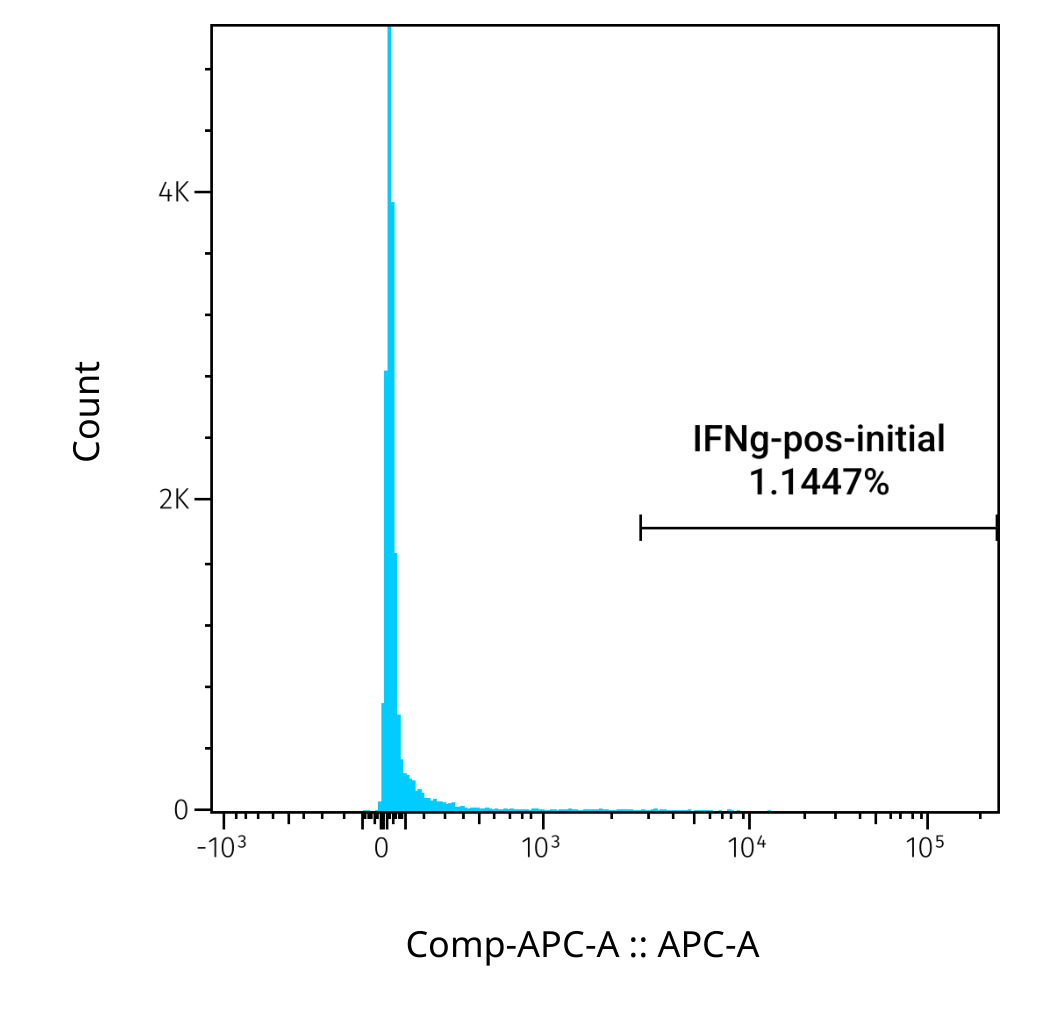 Count
4K
2K
0
IFNg-pos-initial
1.1447%
-10³ 0 10³ 10⁴ 10⁵
Comp-APC-A :: APC-A